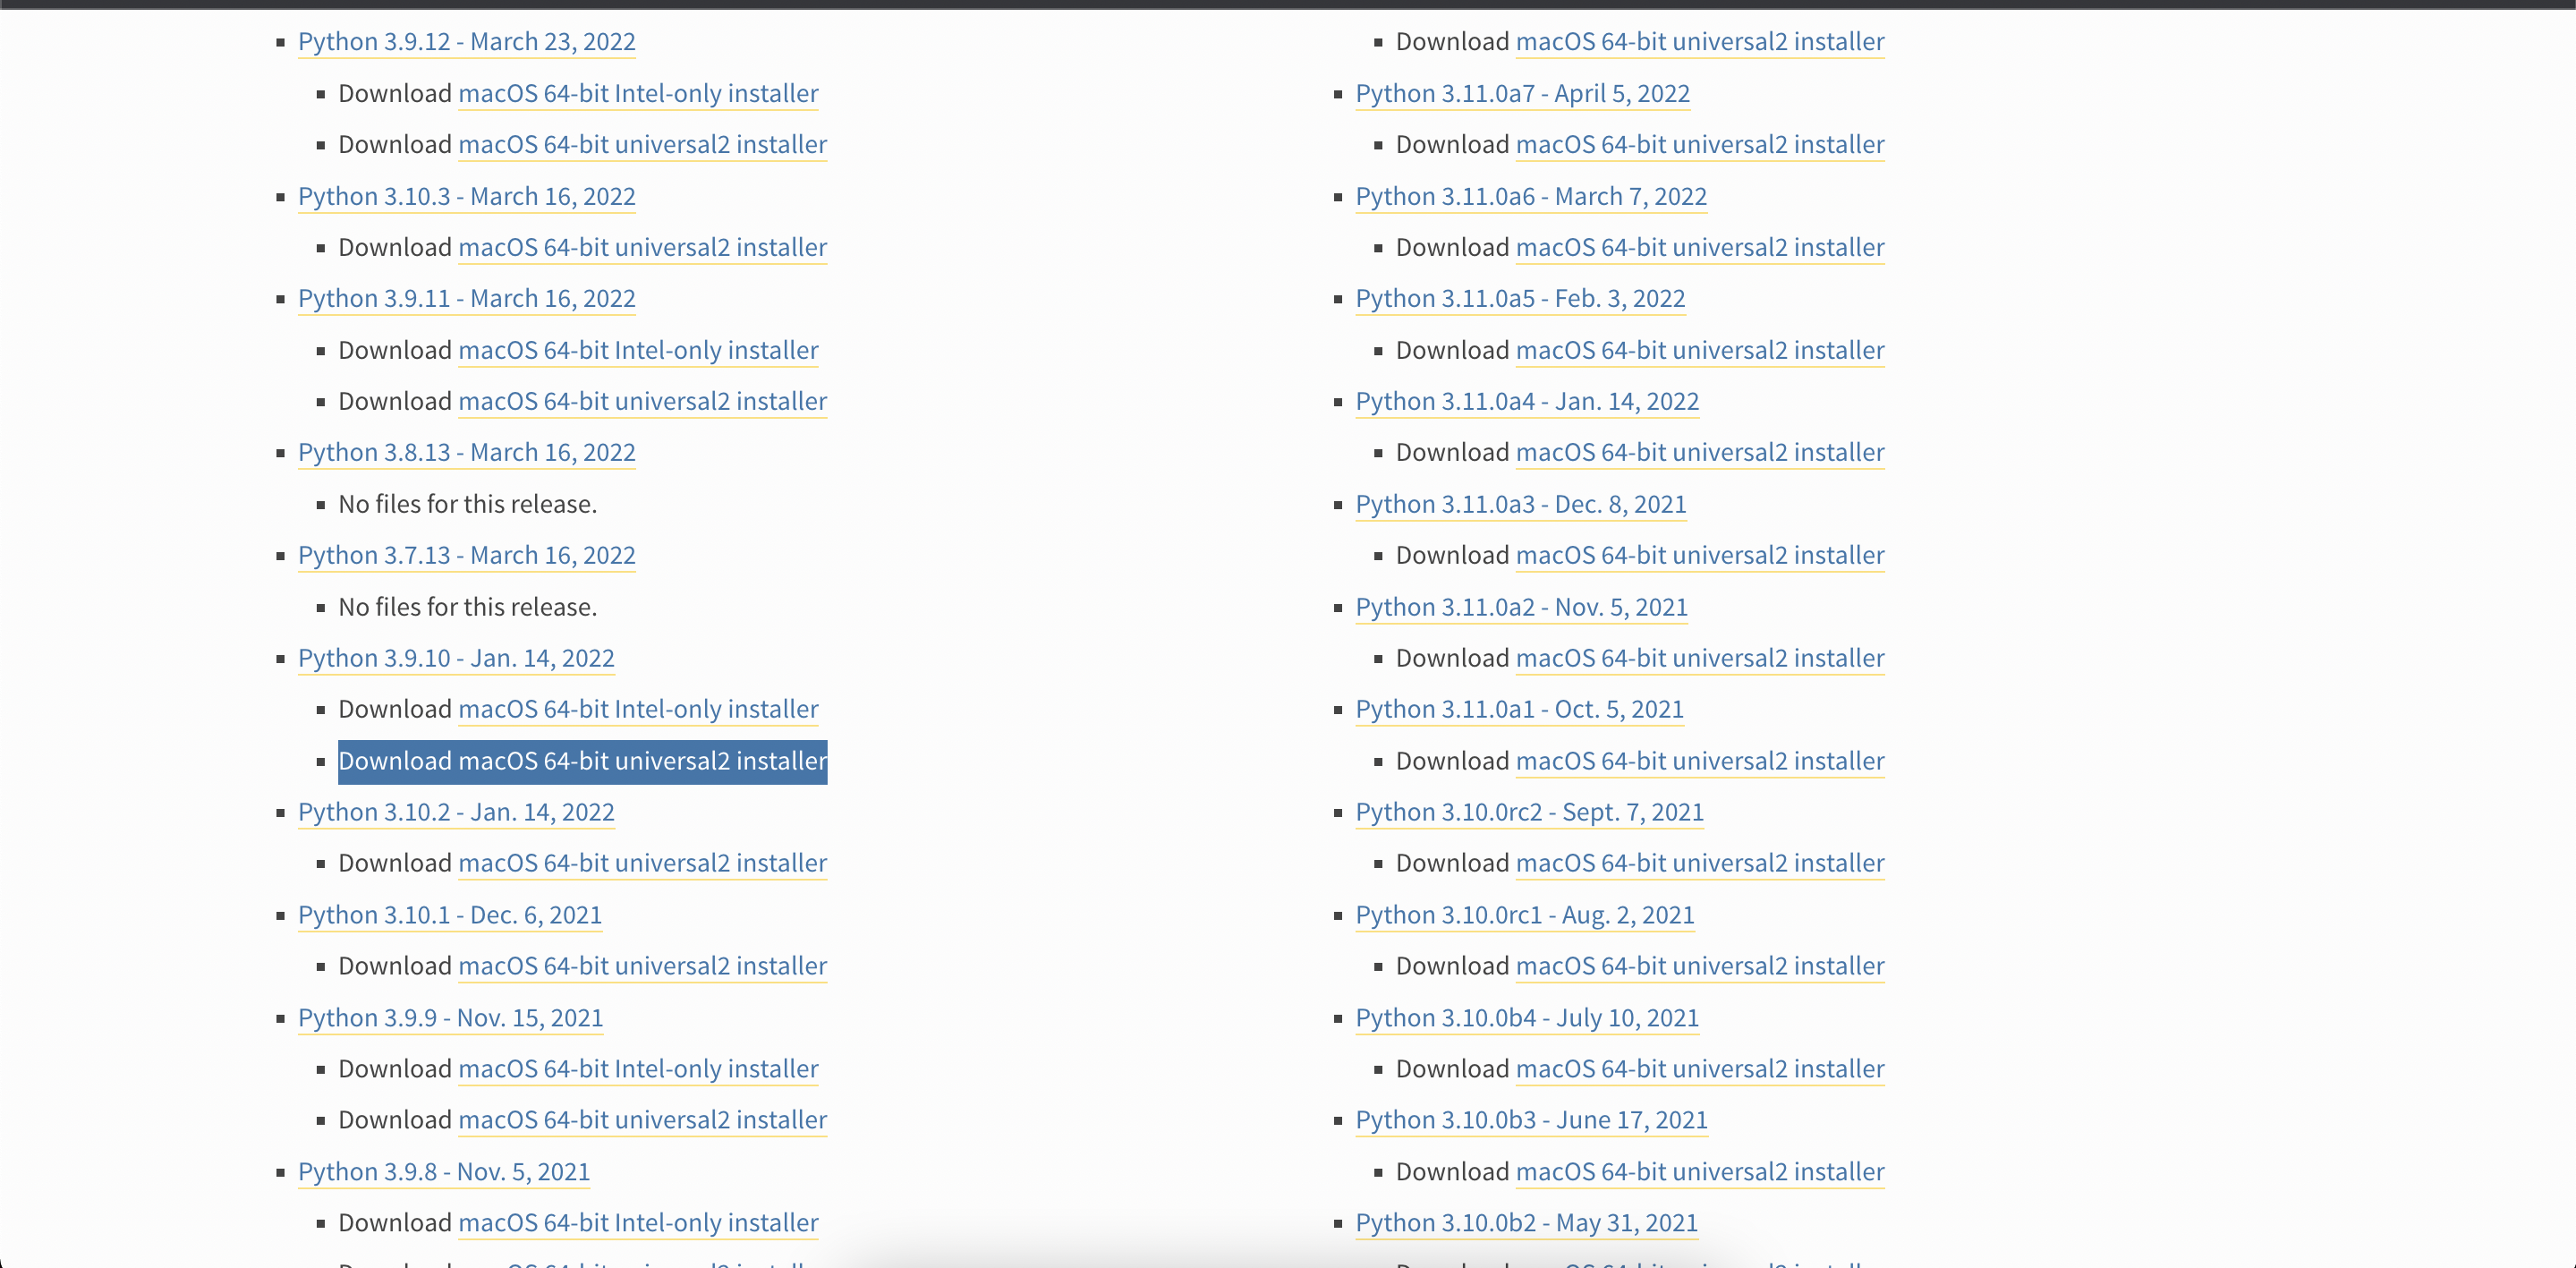 Python 3.9.12 - March 23, 2022
Download macOS 64-bit Intel-only installer
Download macOS 64-bit universal2 installer
Python 3.10.3 - March 16, 2022
Download macOS 64-bit universal2 installer
Python 3.9.11 - March 16, 2022
Download macOS 64-bit Intel-only installer
Download macOS 64-bit universal2 installer
Python 3.8.13 - March 16, 2022
No files for this release.
Python 3.7.13 - March 16, 2022
No files for this release.
Python 3.9.10 - Jan. 14, 2022
Download macOS 64-bit Intel-only installer
Download macOS 64-bit universal2 installer
Python 3.10.2 - Jan. 14, 2022
Download macOS 64-bit universal2 installer
Python 3.10.1 - Dec. 6, 2021
Download macOS 64-bit universal2 installer
Python 3.9.9 - Nov. 15, 2021
Download macOS 64-bit Intel-only installer
Download macOS 64-bit universal2 installer
Python 3.9.8 - Nov. 5, 2021
Download macOS 64-bit Intel-only installer
Download macOS 64-bit universal2 installer
Python 3.11.0a7 - April 5, 2022
Download macOS 64-bit universal2 installer
Python 3.11.0a6 - March 7, 2022
Download macOS 64-bit universal2 installer
Python 3.11.0a5 - Feb. 3, 2022
Download macOS 64-bit universal2 installer
Python 3.11.0a4 - Jan. 14, 2022
Download macOS 64-bit universal2 installer
Python 3.11.0a3 - Dec. 8, 2021
Download macOS 64-bit universal2 installer
Python 3.11.0a2 - Nov. 5, 2021
Download macOS 64-bit universal2 installer
Python 3.11.0a1 - Oct. 5, 2021
Download macOS 64-bit universal2 installer
Python 3.10.0rc2 - Sept. 7, 2021
Download macOS 64-bit universal2 installer
Python 3.10.0rc1 - Aug. 2, 2021
Download macOS 64-bit universal2 installer
Python 3.10.0b4 - July 10, 2021
Download macOS 64-bit universal2 installer
Python 3.10.0b3 - June 17, 2021
Download macOS 64-bit universal2 installer
Python 3.10.0b2 - May 31, 2021